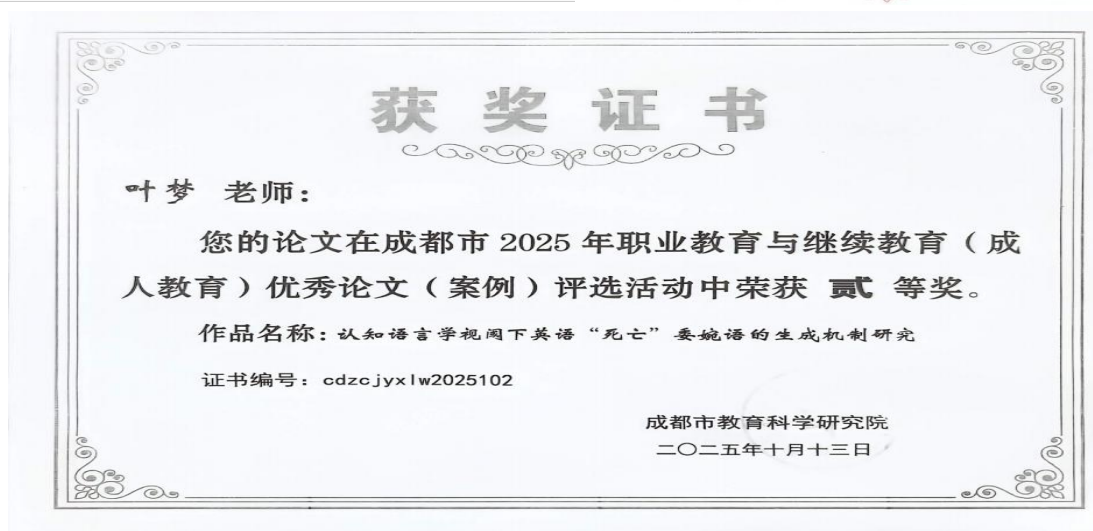 获奖证书
叶梦 老师：
您的论文在成都市 2025 年职业教育与继续教育（成
人教育）优秀论文（案例）评选活动中荣获 贰 等奖。
作品名称：认知语言学视阈下英语“死亡”委婉语的生成机制研究
证书编号：cdzcjyxlw2025102
成都市教育科学研究院
二〇二五年十月十三日